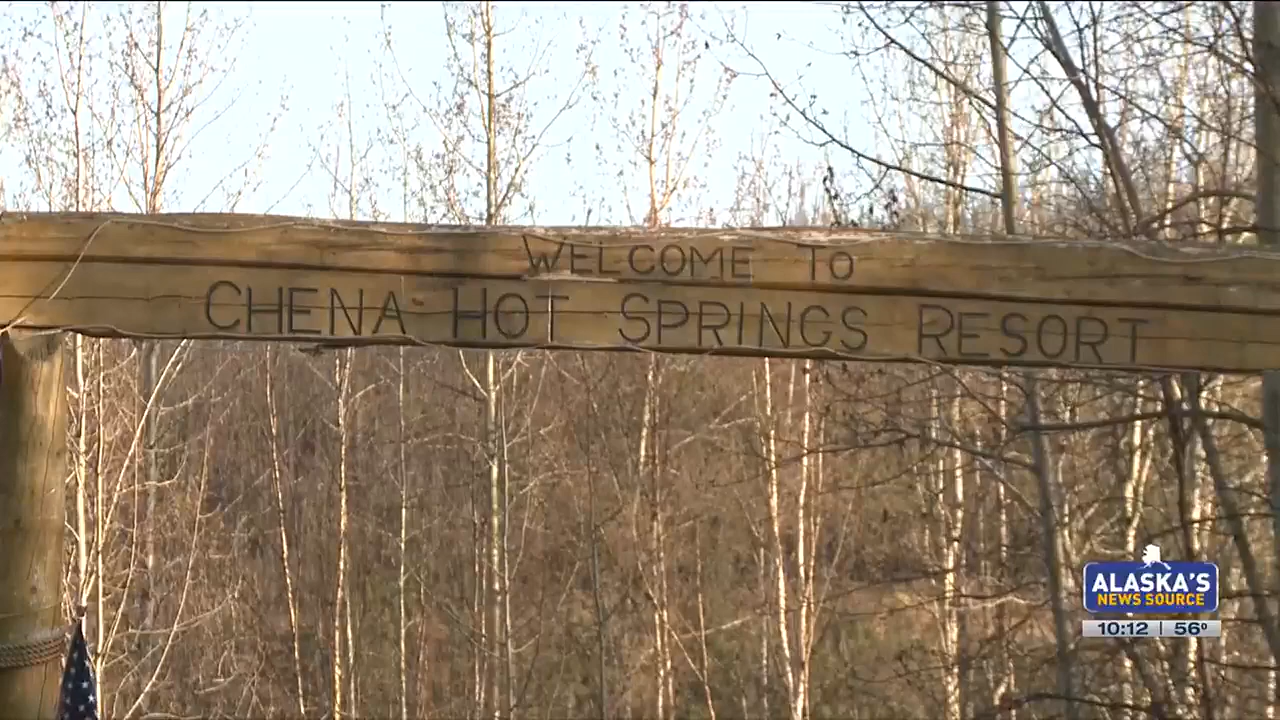 WELCOME TO
CHENA HOT SPRINGS RESORT
ALASKA'S
NEWS SOURCE
10:12 | 56°